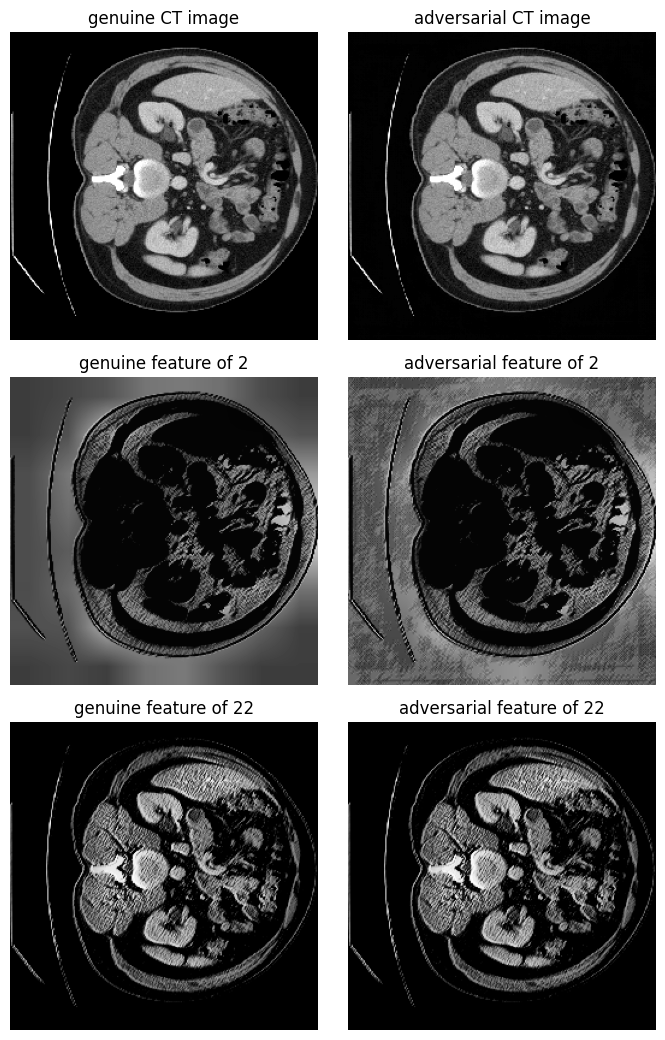 genuine CT image
adversarial CT image
genuine feature of 2
adversarial feature of 2
genuine feature of 22
adversarial feature of 22